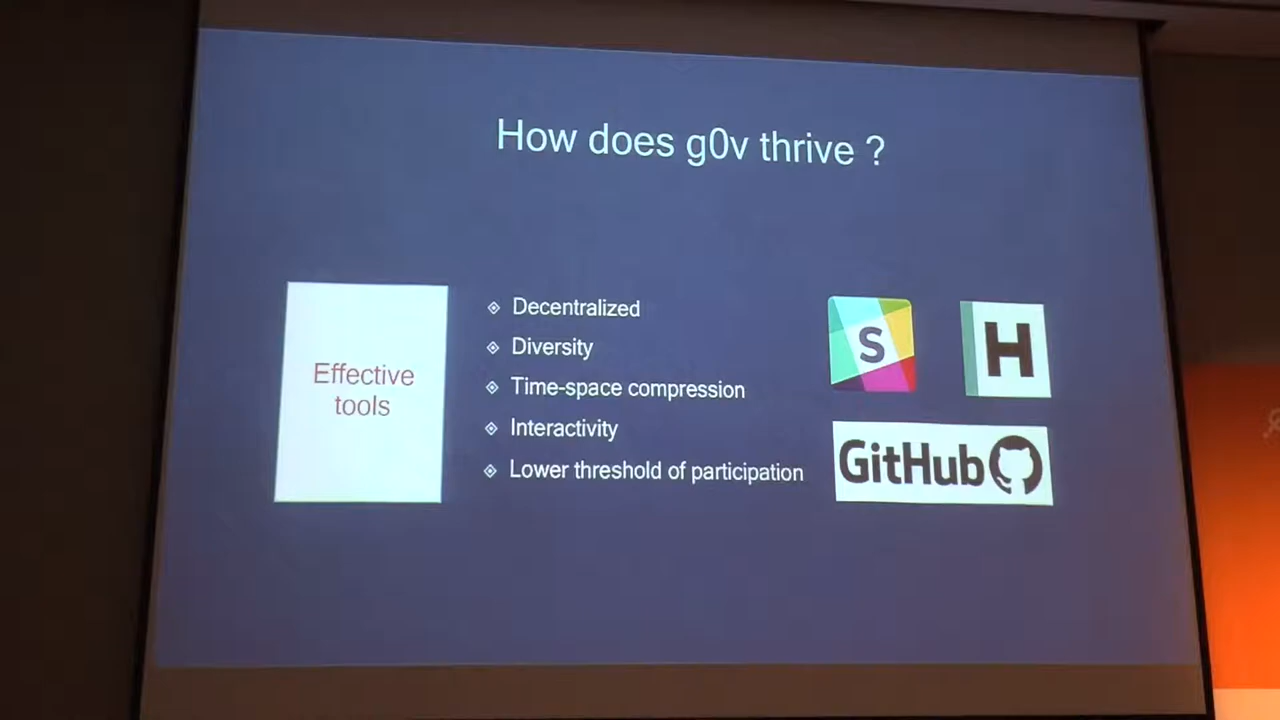 How does g0v thrive ?
Effective
tools
Decentralized
Diversity
Time-space compression
Interactivity
Lower threshold of participation
S
H
GitHub